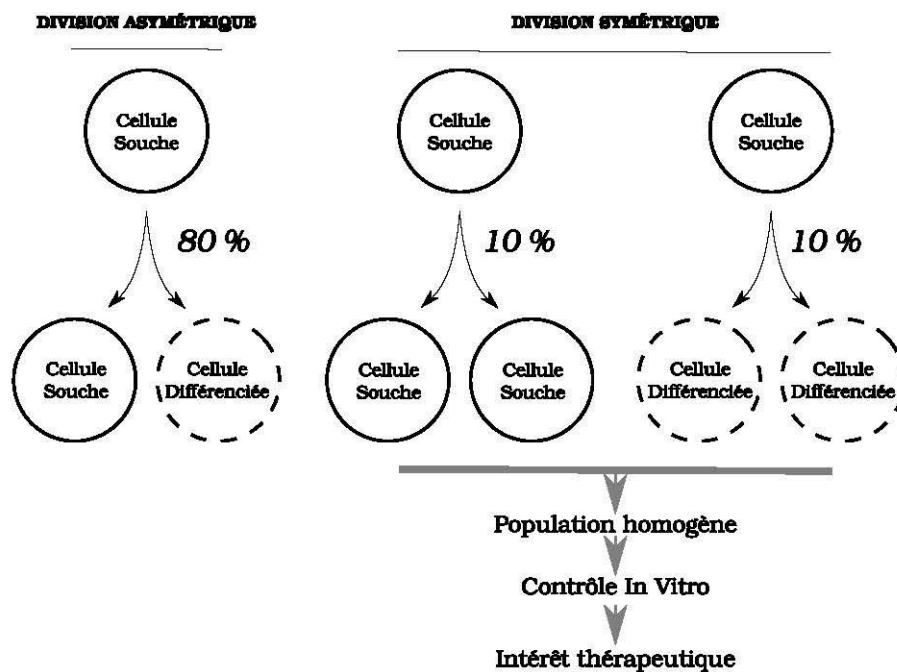 DIVISION ASYMÉTRIQUE
DIVISION SYMÉTRIQUE
Cellule
Souche
Cellule
Souche
Cellule
Souche
80 %
10 %
10 %
Cellule
Souche
Cellule
Différenciée
Cellule
Souche
Cellule
Souche
Cellule
Différenciée
Cellule
Différenciée
Population homogène
Contrôle In Vitro
Intérêt thérapeutique